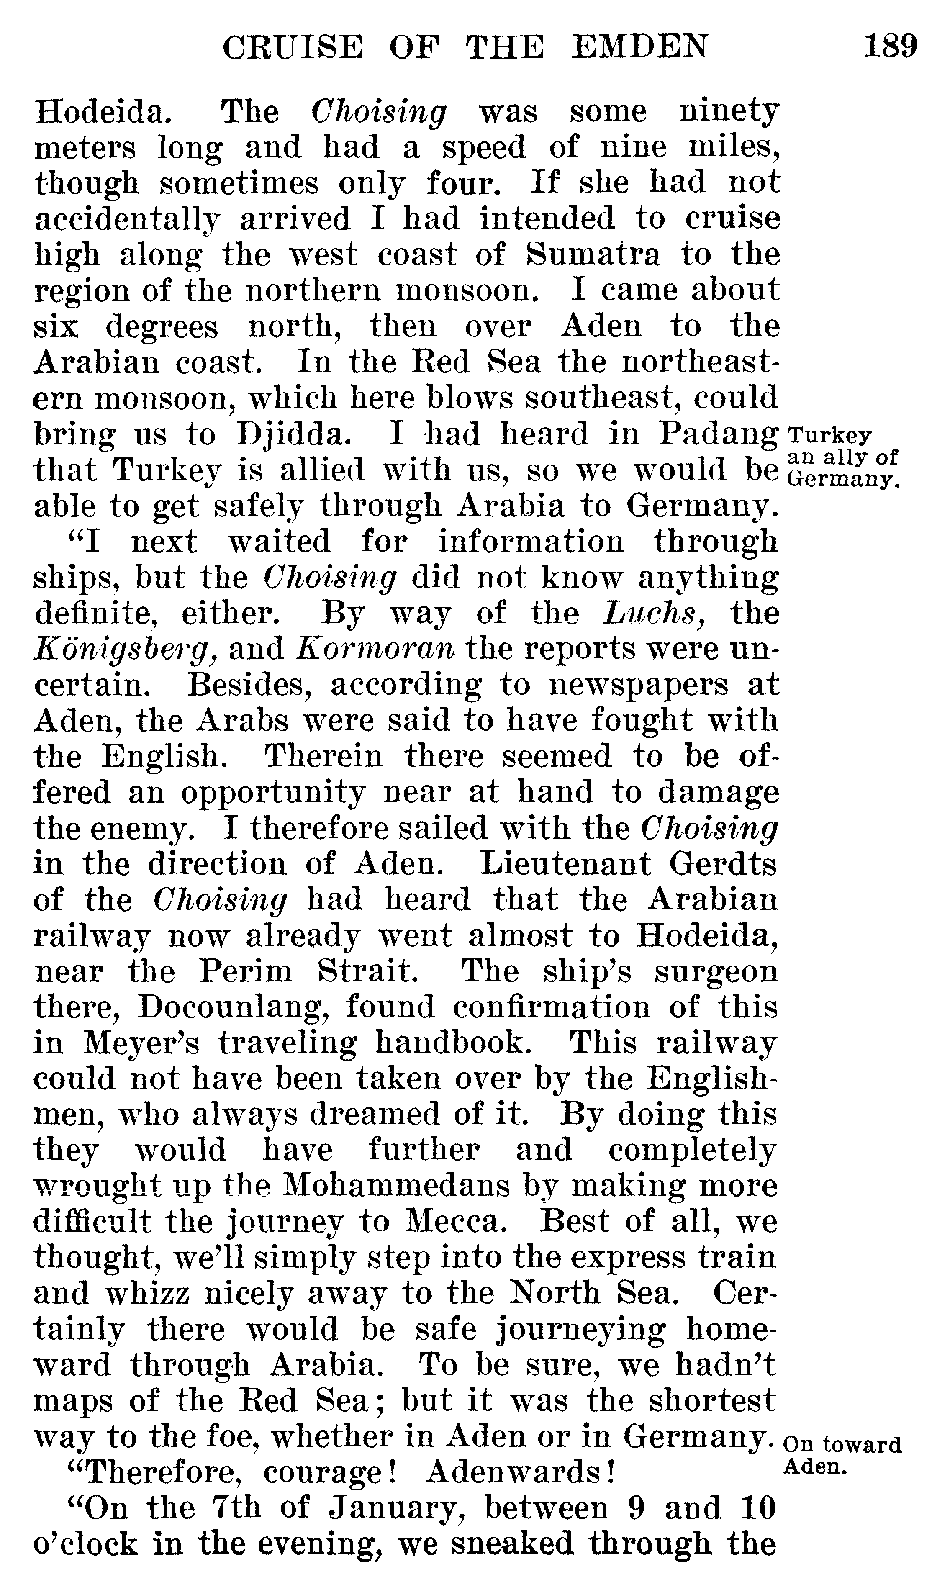 CRUISE OF THE EMDEN 189
Hodeida. The Choising was some ninety
meters long and had a speed of nine miles,
though sometimes only four. If she had not
accidentally arrived I had intended to cruise
high along the west coast of Sumatra to the
region of the northern monsoon. I came about
six degrees north, then over Aden to the
Arabian coast. In the Red Sea the northeast-
ern monsoon, which here blows southeast, could
bring us to Djidda. I had heard in Padang
that Turkey is allied with us, so we would be
able to get safely through Arabia to Germany.
Turkey
an ally of
Germany.
"I next waited for information through
ships, but the Choising did not know anything
definite, either. By way of the Luchs, the
Königsberg, and Kormoran the reports were un-
certain. Besides, according to newspapers at
Aden, the Arabs were said to have fought with
the English. Therein there seemed to be of-
fered an opportunity near at hand to damage
the enemy. I therefore sailed with the Choising
in the direction of Aden. Lieutenant Gerdts
of the Choising had heard that the Arabian
railway now already went almost to Hodeida,
near the Perim Strait. The ship's surgeon
there, Docounlang, found confirmation of this
in Meyer's traveling handbook. This railway
could not have been taken over by the English-
men, who always dreamed of it. By doing this
they would have further and completely
wrought up the Mohammedans by making more
difficult the journey to Mecca. Best of all, we
thought, we'll simply step into the express train
and whizz nicely away to the North Sea. Cer-
tainly there would be safe journeying home-
ward through Arabia. To be sure, we hadn't
maps of the Red Sea; but it was the shortest
way to the foe, whether in Aden or in Germany.
"Therefore, courage! Adenwards!
On toward
Aden.
"On the 7th of January, between 9 and 10
o'clock in the evening, we sneaked through the